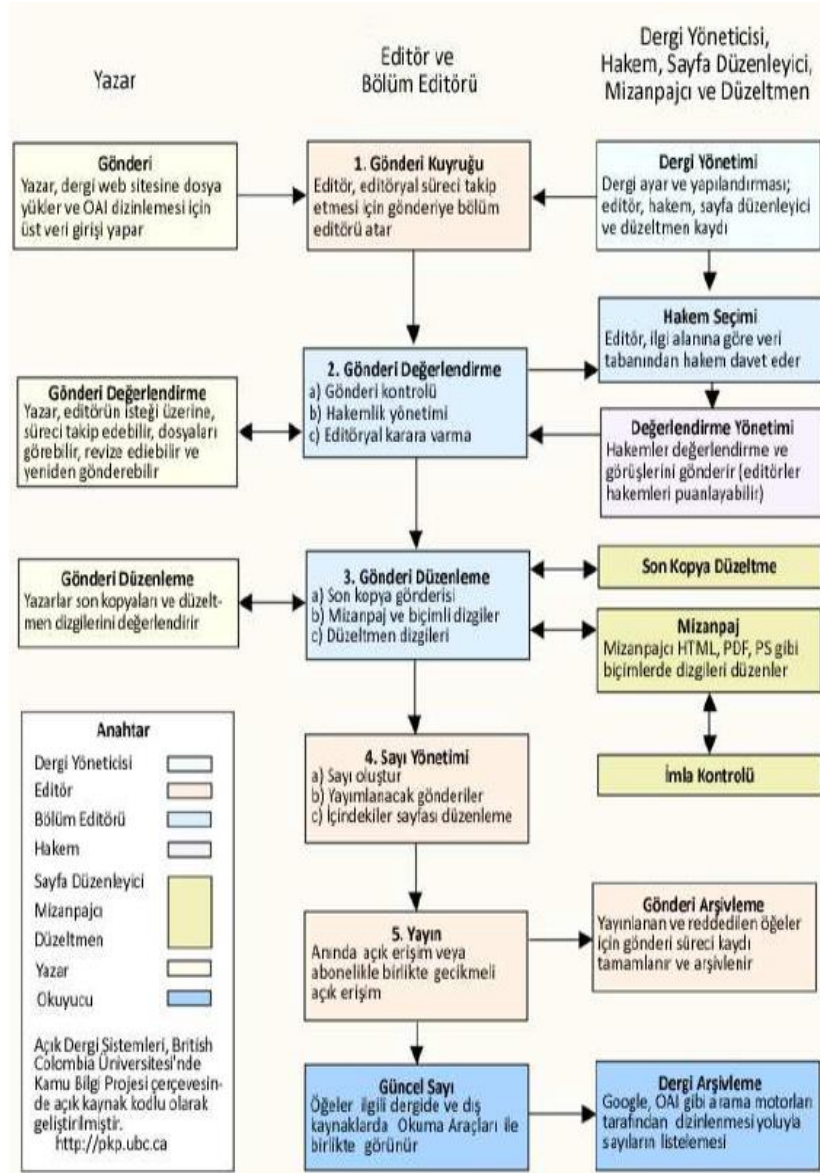 Yazar
Editör ve
Bölüm Editörü
Dergi Yöneticisi,
Hakem, Sayfa Düzenleyici,
Mizanpajcı ve Düzeltmen
Gönderi
Yazar, dergi web sitesine dosya
yükler ve OAI dizinlemesi için
üst veri girişi yapar
1. Gönderi Kuyruğu
Editör, editöryal süreci takip
etmesi için gönderiye bölüm
editörü atar
Dergi Yönetimi
Dergi ayar ve yapılandırması;
editör, hakem, sayfa düzenleyici
ve düzeltmen kaydı
Hakem Seçimi
Editör, ilgi alanına göre veri
tabanından hakem davet eder
Gönderi Değerlendirme
Yazar, editörün isteği üzerine,
süreci takip edebilir, dosyaları
görebilir, revize ediebilir ve
yeniden gönderebilir
2. Gönderi Değerlendirme
a) Gönderi kontrolü
b) Hakemlik yönetimi
c) Editöryal karara varma
Değerlendirme Yönetimi
Hakemler değerlendirme ve
görüşlerini gönderir (editörler
hakemleri puanlayabilir)
Gönderi Düzenleme
Yazarlar son kopyaları ve düzelt-
men dizgilerini değerlendirir
3. Gönderi Düzenleme
a) Son kopya gönderisi
b) Mizanpaj ve biçimli dizgiler
c) Düzeltmen dizgileri
Son Kopya Düzeltme
Mizanpaj
Mizanpajcı HTML, PDF, PS gibi
biçimlerde dizgileri düzenler
İmla Kontrolü
4. Sayı Yönetimi
a) Sayı oluştur
b) Yayımlanacak gönderiler
c) İçindekiler sayfası düzenleme
5. Yayın
Anında açık erişim veya
abonelikle birlikte gecikmeli
açık erişim
Gönderi Arşivleme
Yayınlanan ve reddedilen öğeler
için gönderi süreci kaydı
tamamlanır ve arşivlenir
Güncel Sayı
Öğeler ilgili dergide ve dış
kaynaklarda Okuma Araçları ile
birlikte görünür
Dergi Arşivleme
Google, OAI gibi arama motorları
tarafından dizinlenmesi yoluyla
sayıların listelemesi
Anahtar
Dergi Yöneticisi
Editör
Bölüm Editörü
Hakem
Sayfa Düzenleyici
Mizanpajcı
Düzeltmen
Yazar
Okuyucu
Açık Dergi Sistemleri, British
Colombia Üniversitesi'nde
Kamu Bilgi Projesi çerçevesin-
de açık kaynak kodlu olarak
geliştirilmiştir.
http://pkp.ubc.ca